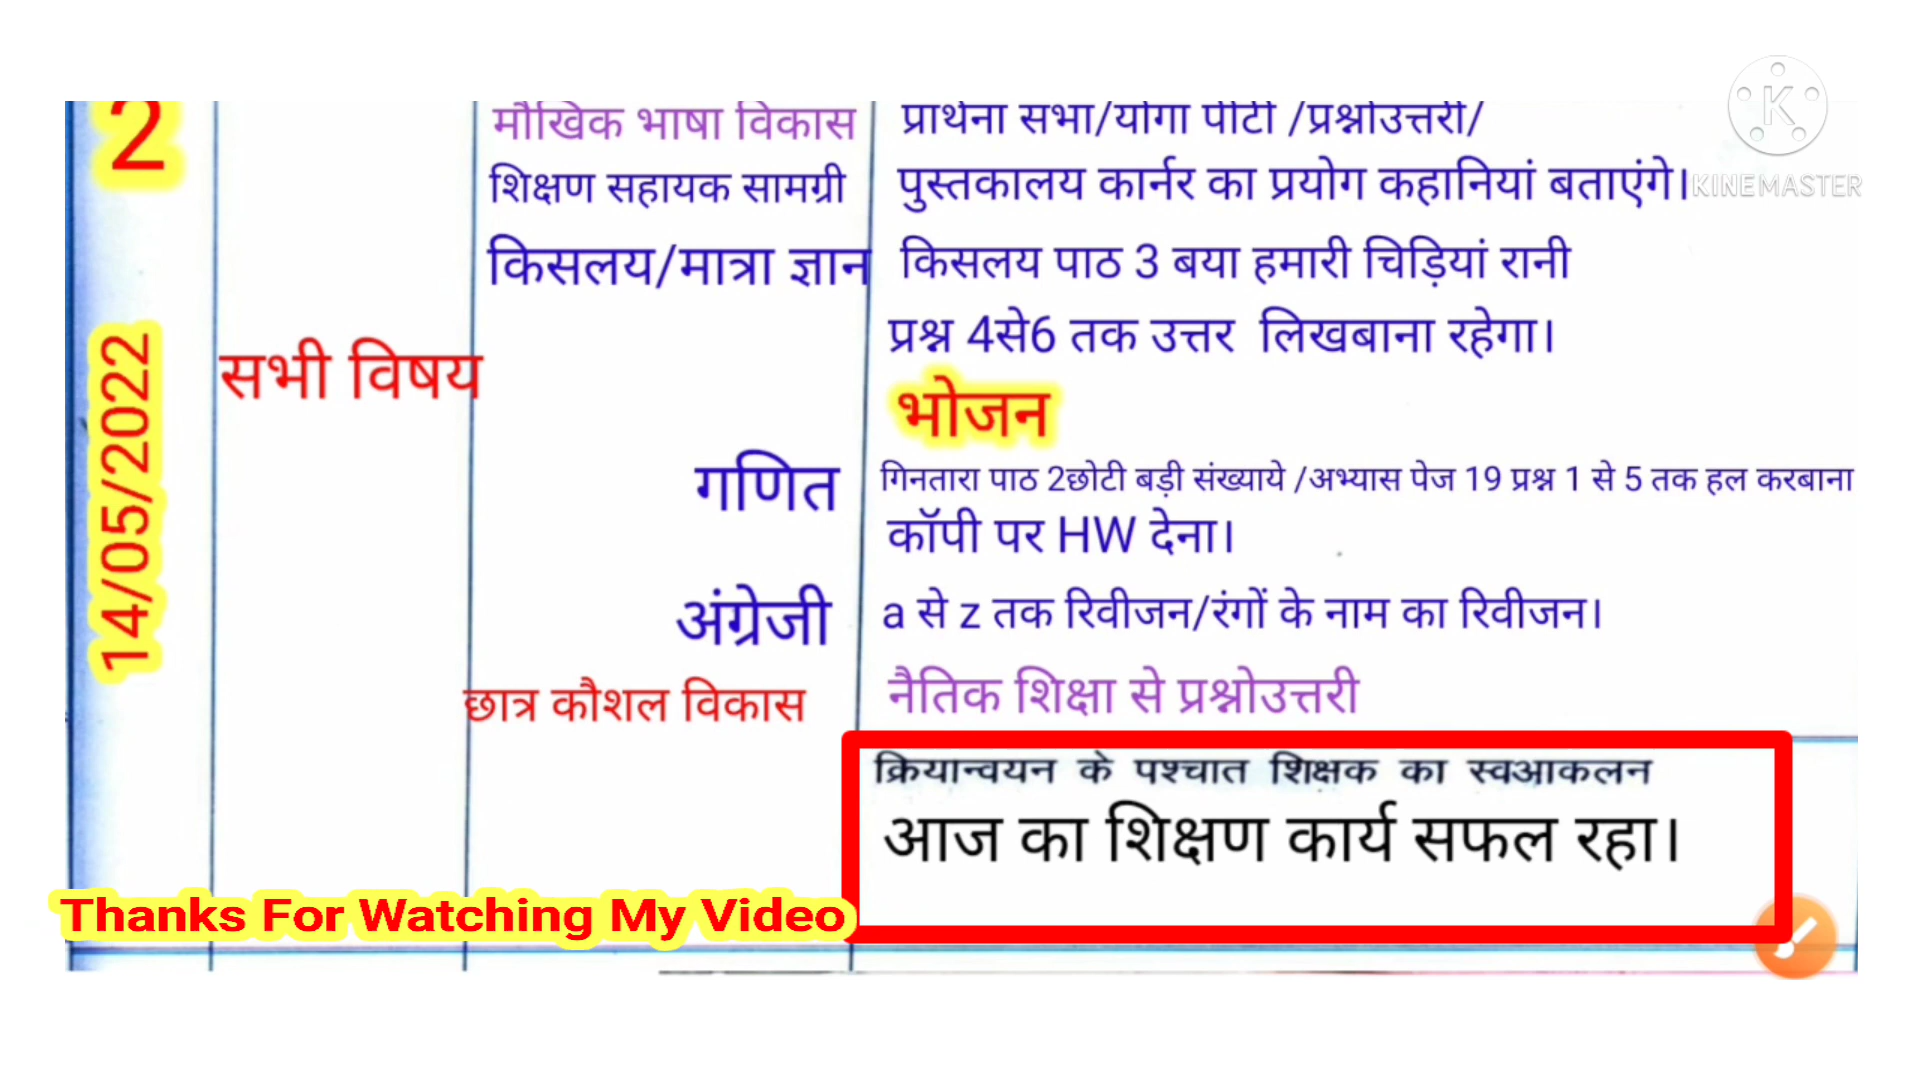 2
14/05/2022
सभी विषय
मौखिक भाषा विकास
प्रार्थना सभा/योगा पीटी /प्रश्नोउत्तरी/
शिक्षण सहायक सामग्री
पुस्तकालय कार्नर का प्रयोग कहानियां बताएंगे।
किसलय/मात्रा ज्ञान
किसलय पाठ 3 बया हमारी चिड़ियां रानी
प्रश्न 4से6 तक उत्तर लिखबाना रहेगा।
भोजन
गणित
गिनतारा पाठ 2छोटी बड़ी संख्याये /अभ्यास पेज 19 प्रश्न 1 से 5 तक हल करबाना
कॉपी पर HW देना।
अंग्रेजी
a से z तक रिवीजन/रंगों के नाम का रिवीजन।
छात्र कौशल विकास
नैतिक शिक्षा से प्रश्नोउत्तरी
क्रियान्वयन के पश्चात शिक्षक का स्वआकलन
आज का शिक्षण कार्य सफल रहा।
Thanks For Watching My Video
K
KINEMASTER